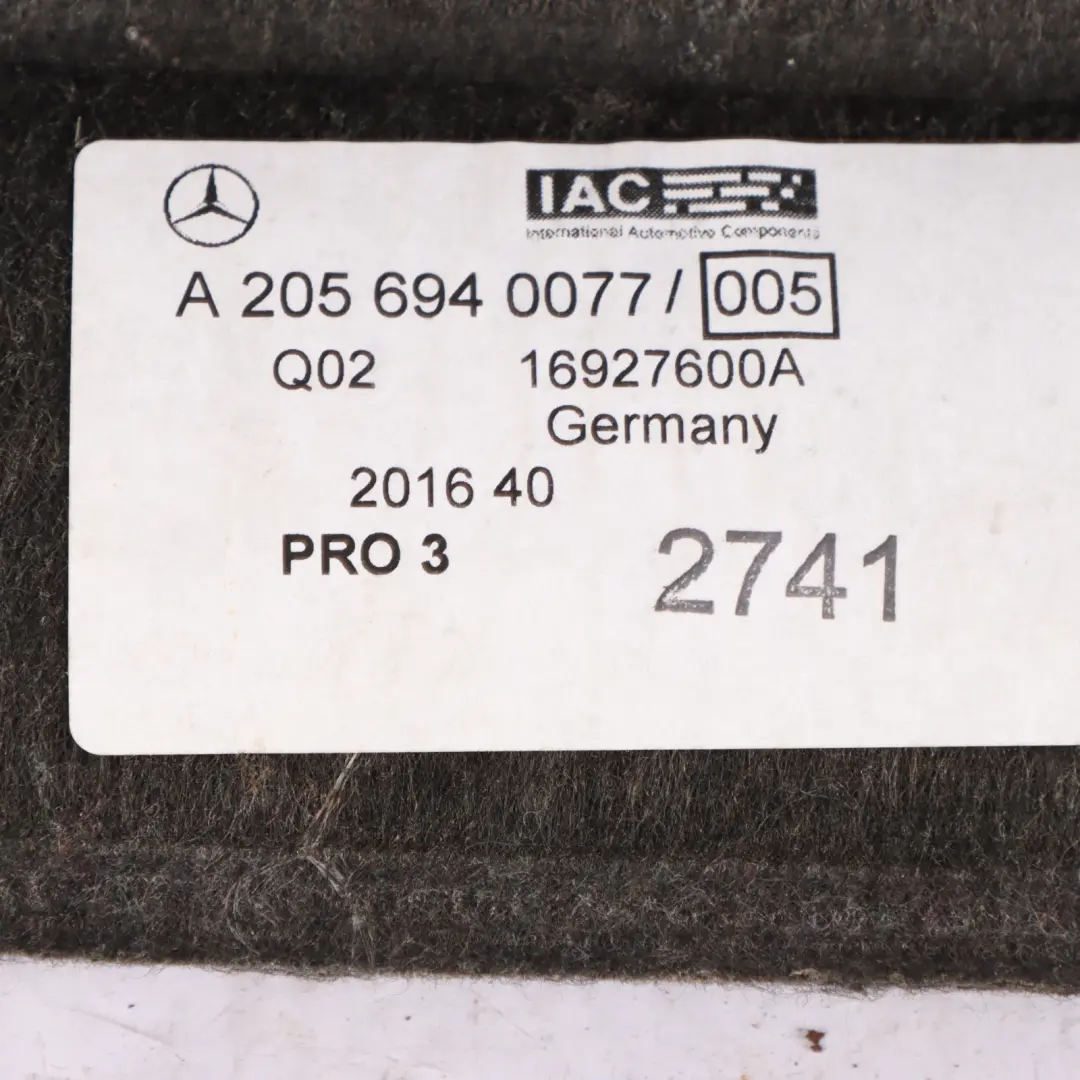 IAC
International Automotive Components
A 205 694 0077 / 005
Q02 16927600A
Germany
2016 40
PRO 3 2741